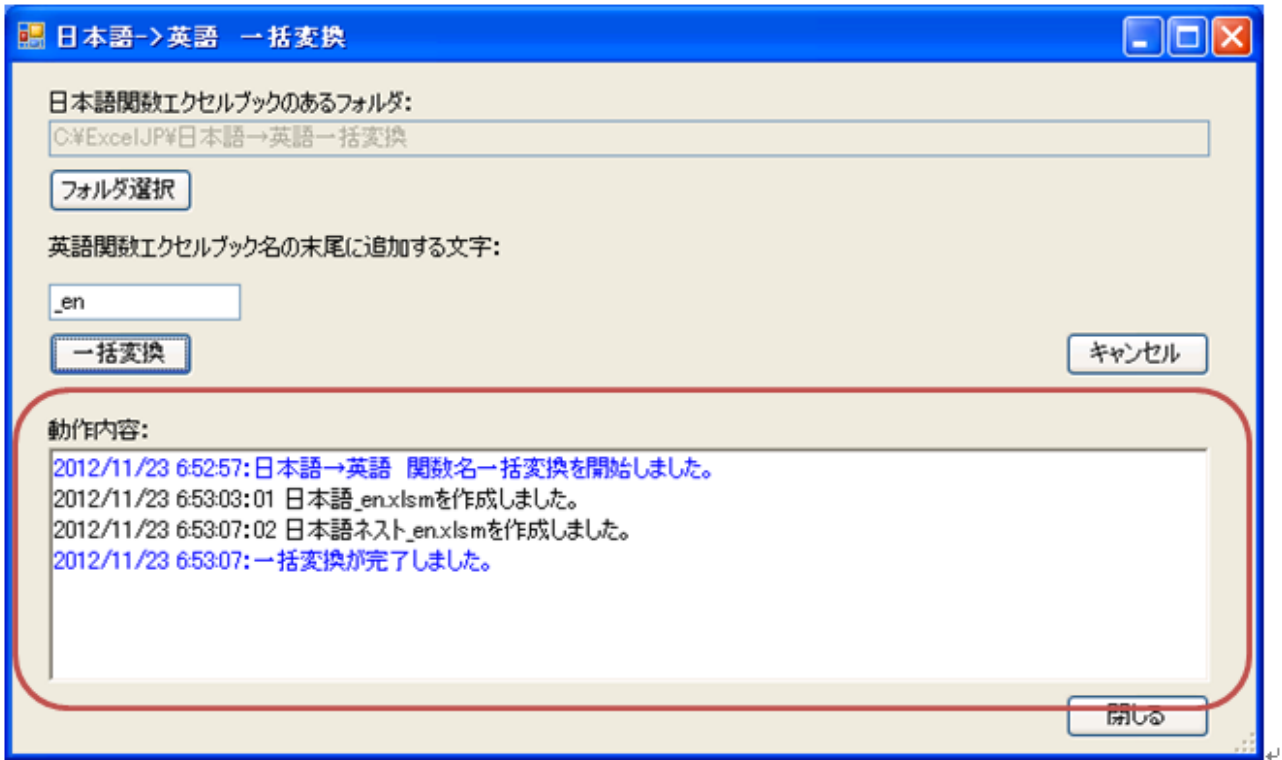 日本語->英語　一括変換
日本語関数エクセルブックのあるフォルダ:
C:¥ExcelJP¥日本語→英語一括変換
フォルダ選択
英語関数エクセルブック名の末尾に追加する文字:
_en
一括変換
キャンセル
動作内容:
2012/11/23 6:52:57:日本語→英語　関数名一括変換を開始しました。
2012/11/23 6:53:03:01 日本語_en.xlsmを作成しました。
2012/11/23 6:53:07:02 日本語ネスト_en.xlsmを作成しました。
2012/11/23 6:53:07:一括変換が完了しました。
閉じる